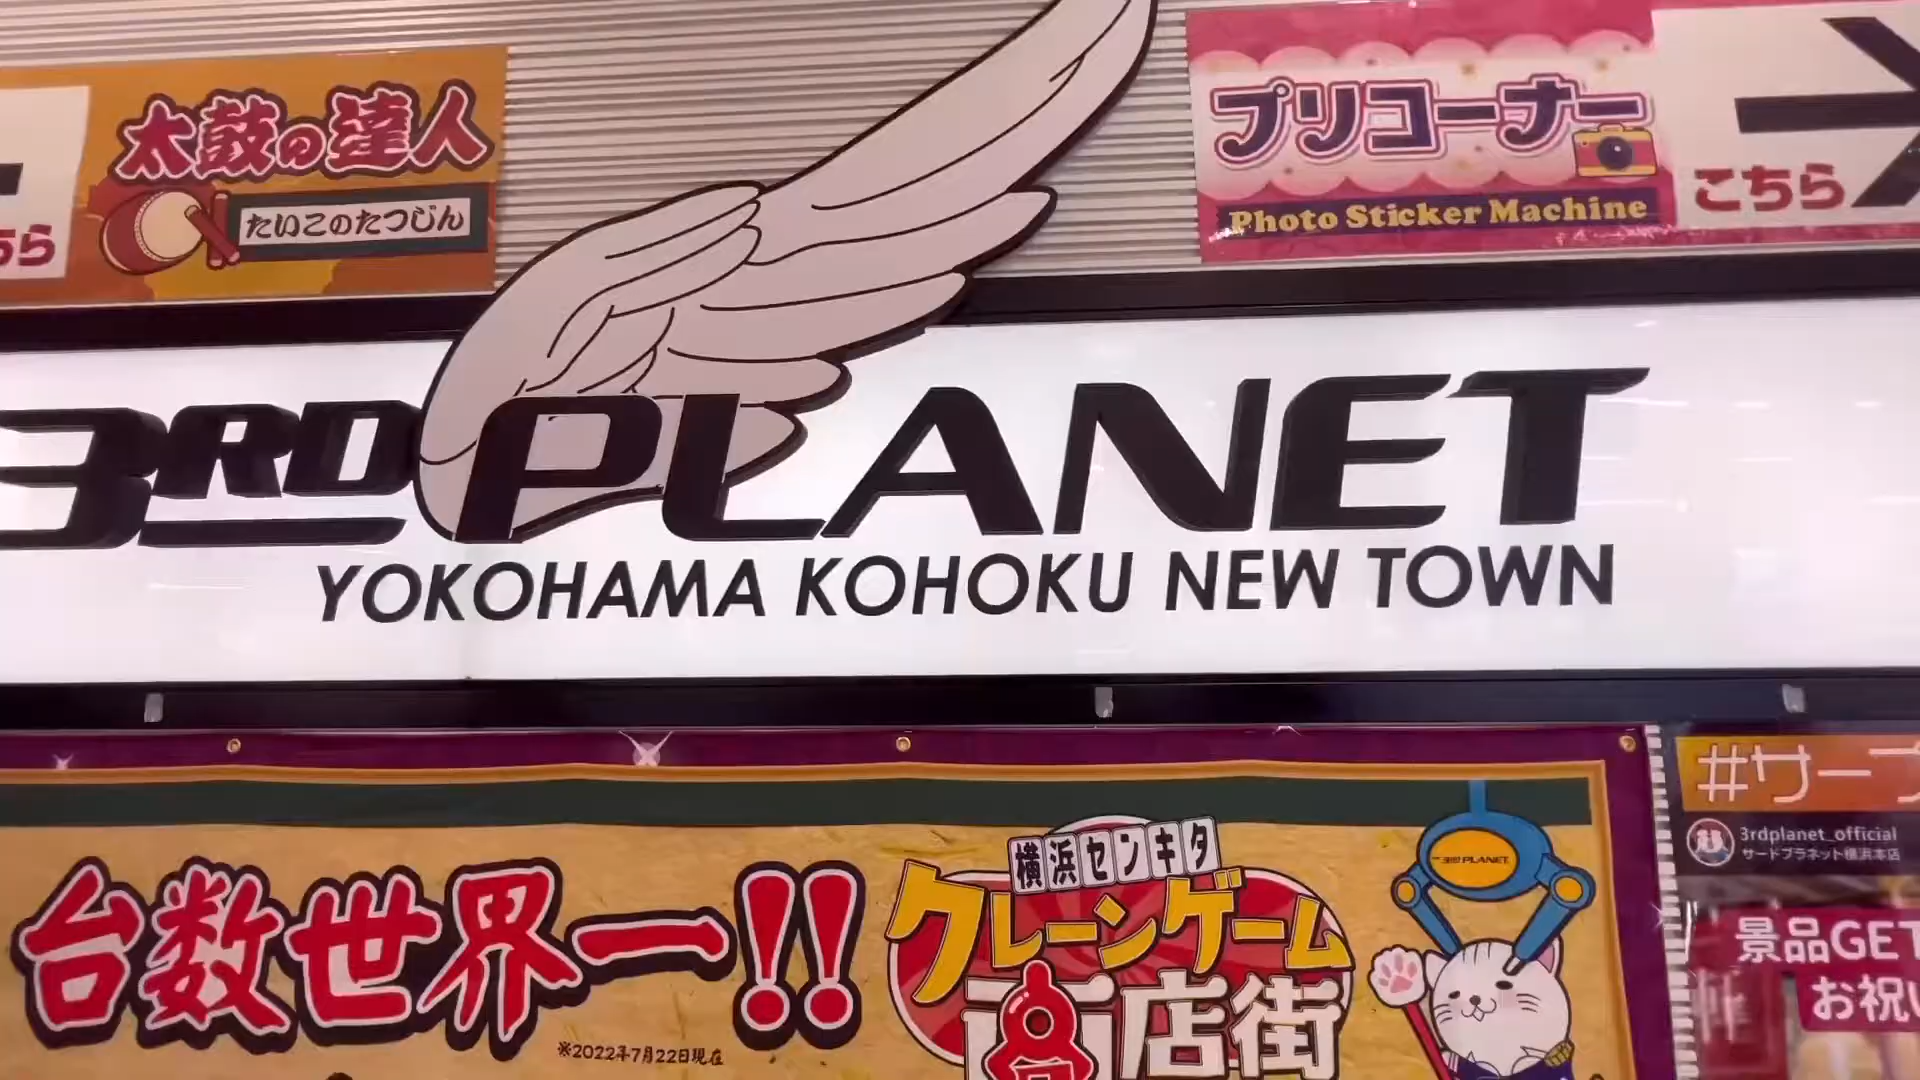 太鼓の達人
たいこのたつじん
プリコーナー
Photo Sticker Machine
こちら
3RD PLANET
YOKOHAMA KOHOKU NEW TOWN
台数世界一!!
※2022年7月22日現在
横浜センキタ
クレーンゲーム
商店街
3RD PLANET
#サープ
3rdplanet_official
サードプラネット横浜本店
景品GET
お祝い